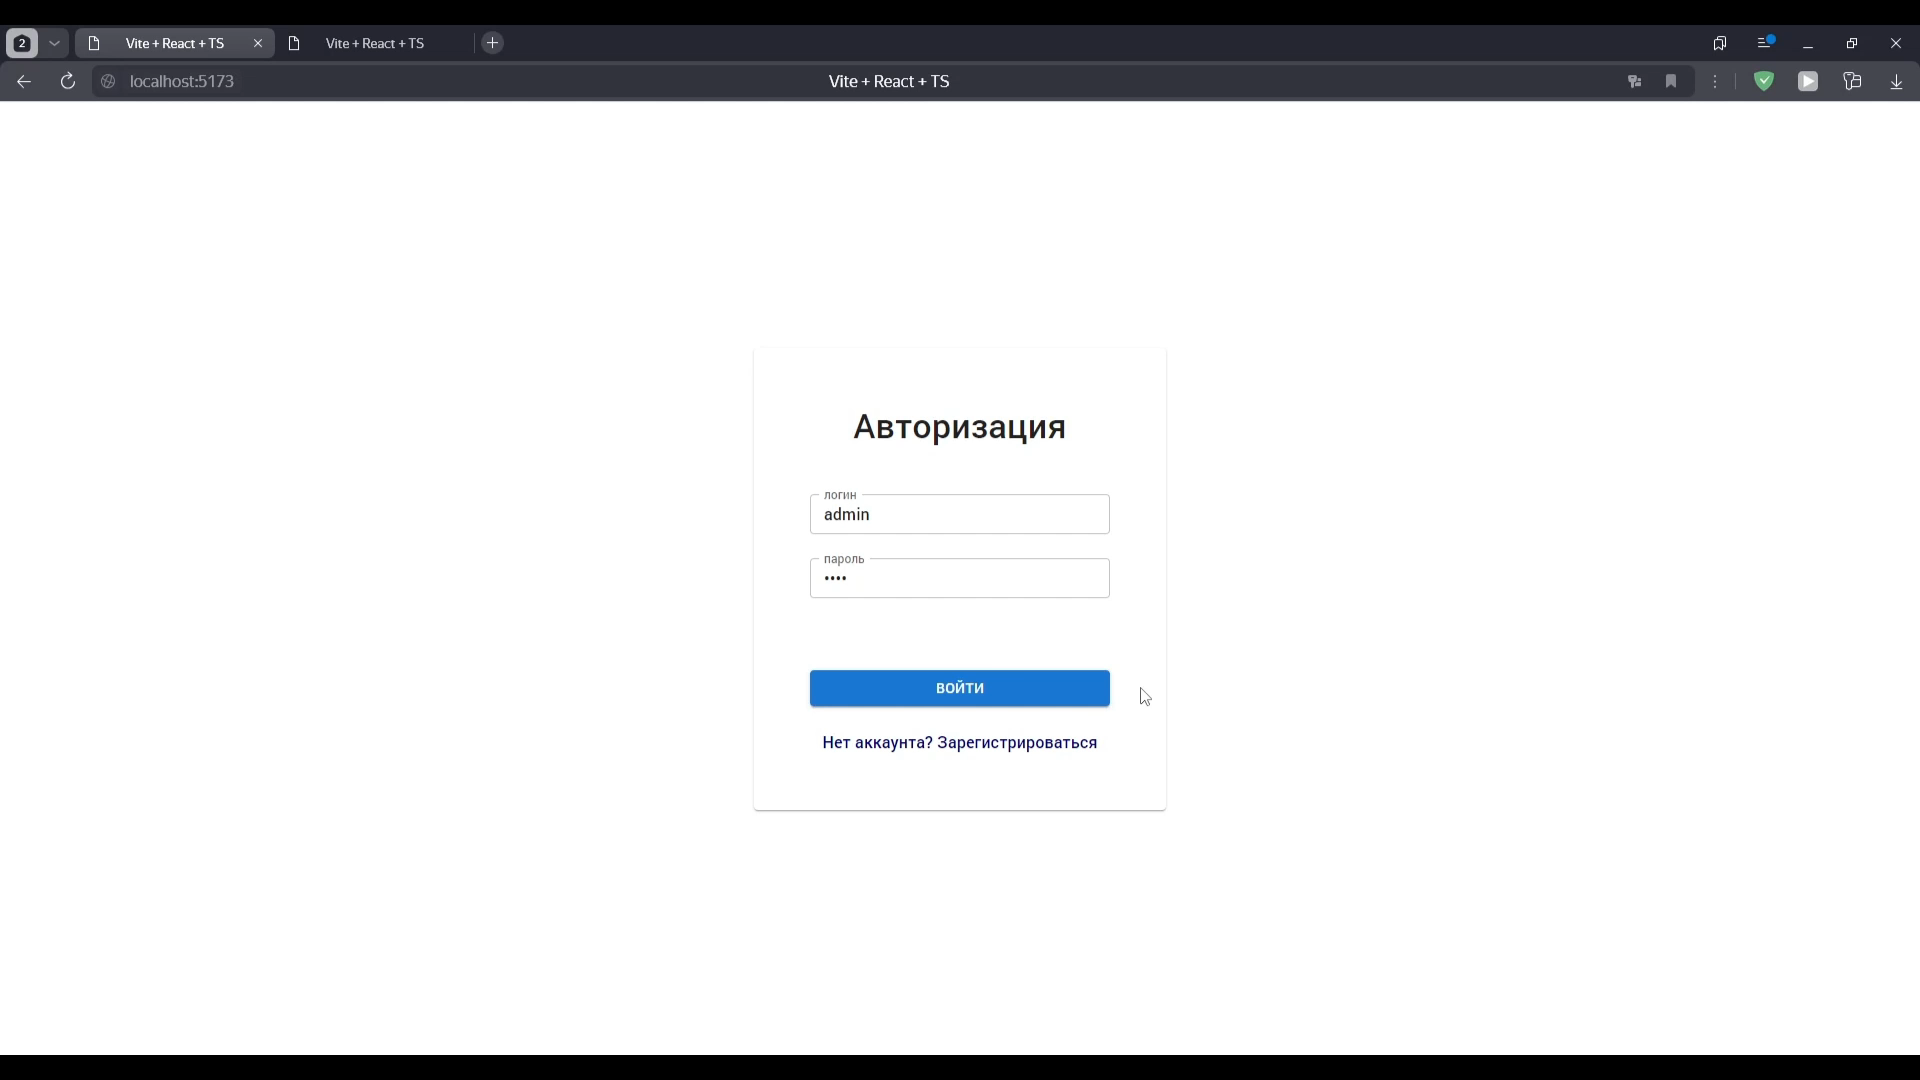 2
Vite + React + TS
Vite + React + TS
localhost:5173
Vite + React + TS
Авторизация
логин
admin
пароль
••••
ВОЙТИ
Нет аккаунта? Зарегистрироваться